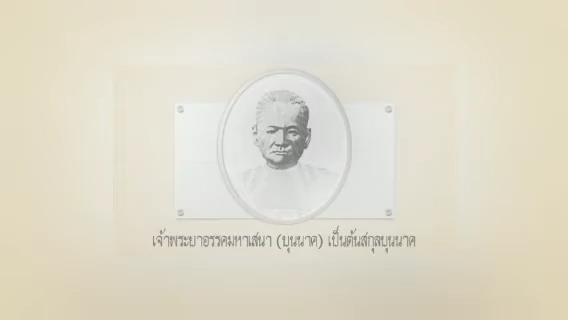 เจ้าพระยาอรรคมหาเสนา (บุนนาค) เป็นต้นสกุลบุนนาค